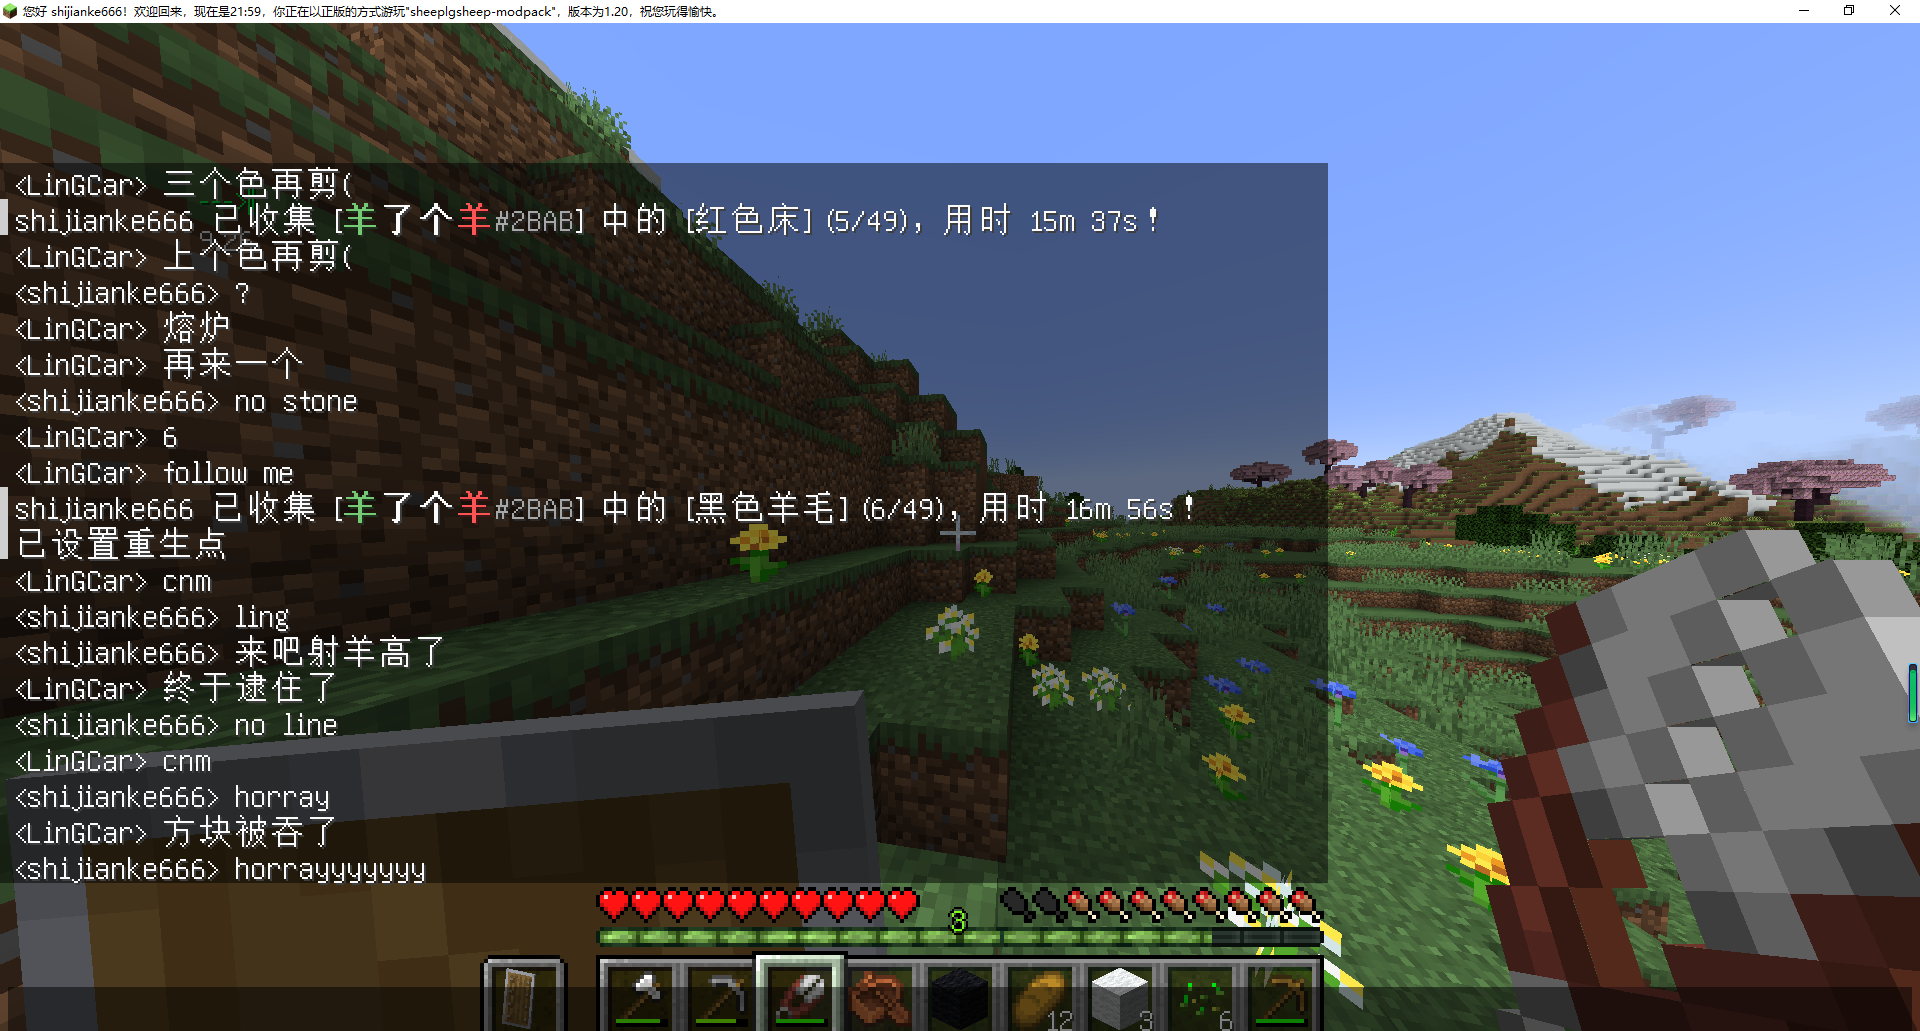 您好 shijianke666！欢迎回来，现在是21:59，你正在以正版的方式游玩"sheeplgsheep-modpack"，版本为1.20，祝您玩得愉快。
<LinGCar> 三个色再剪(
shijianke666 已收集 [羊了个羊#2BAB] 中的 [红色床] (5/49)，用时 15m 37s！
<LinGCar> 上个色再剪(
<shijianke666> ?
<LinGCar> 熔炉
<LinGCar> 再来一个
<shijianke666> no stone
<LinGCar> 6
<LinGCar> follow me
shijianke666 已收集 [羊了个羊#2BAB] 中的 [黑色羊毛] (6/49)，用时 16m 56s！
已设置重生点
<LinGCar> cnm
<shijianke666> ling
<shijianke666> 来吧射羊高了
<LinGCar> 终于逮住了
<shijianke666> no line
<LinGCar> cnm
<shijianke666> horray
<LinGCar> 方块被吞了
<shijianke666> horrayyyyyyy
8
12 3 6